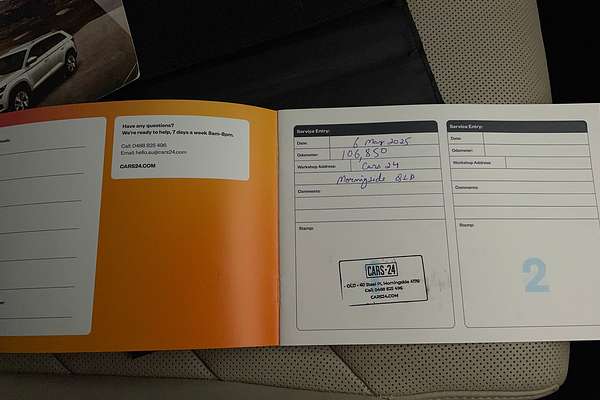 Have any questions?
We're ready to help, 7 days a week 8am-8pm.
Call: 0488 825 496
Email: hello.au@cars24.com
CARS24.COM
Service Entry:
Date: 6 May 2025
Odometer: 106,850
Workshop Address: Cars 24
Morningside QLD
Comments:
Stamp:
CARS24
QLD - 60 Steel Pl, Morningside 4170
Call: 0488 825 496
CARS24.COM
Service Entry:
Date:
Odometer:
Workshop Address:
Comments:
Stamp:
2